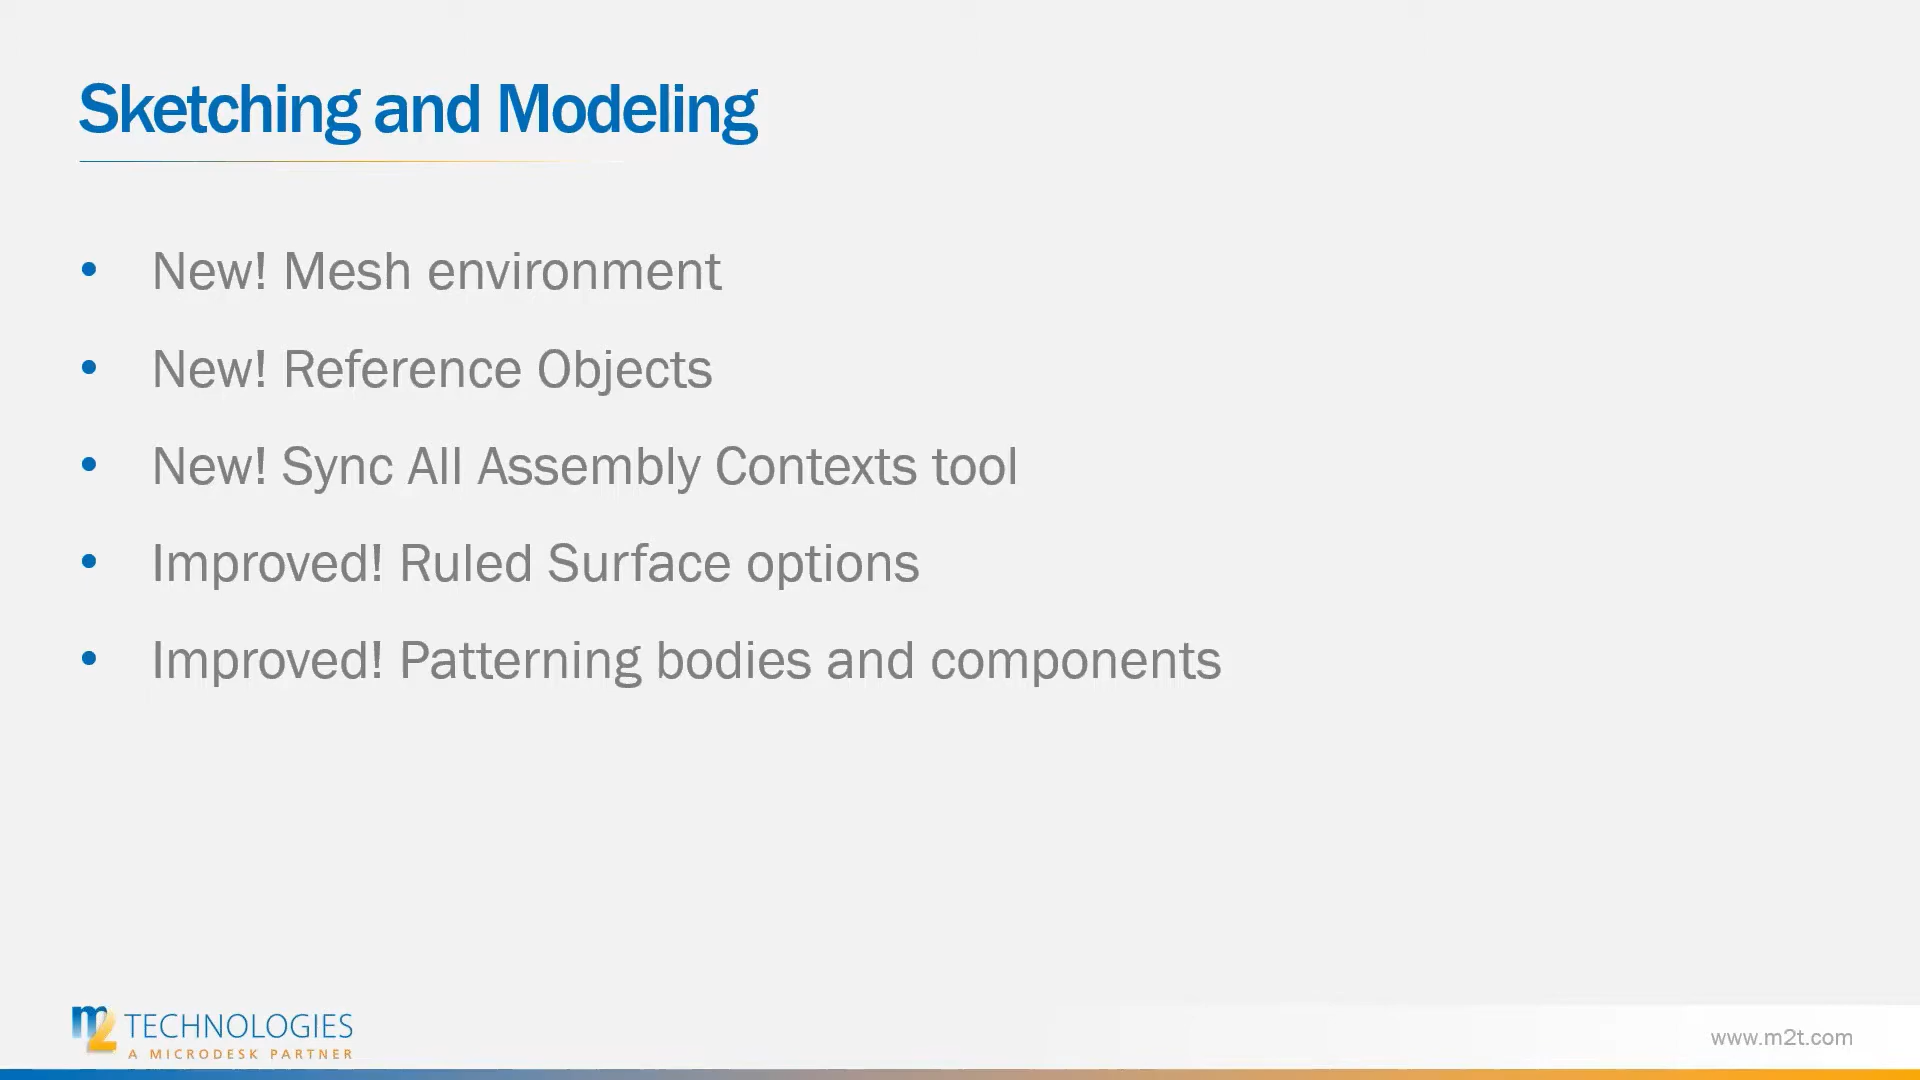 Sketching and Modeling
• New! Mesh environment
• New! Reference Objects
• New! Sync All Assembly Contexts tool
• Improved! Ruled Surface options
• Improved! Patterning bodies and components
m2 TECHNOLOGIES
A MICRODESK PARTNER
www.m2t.com